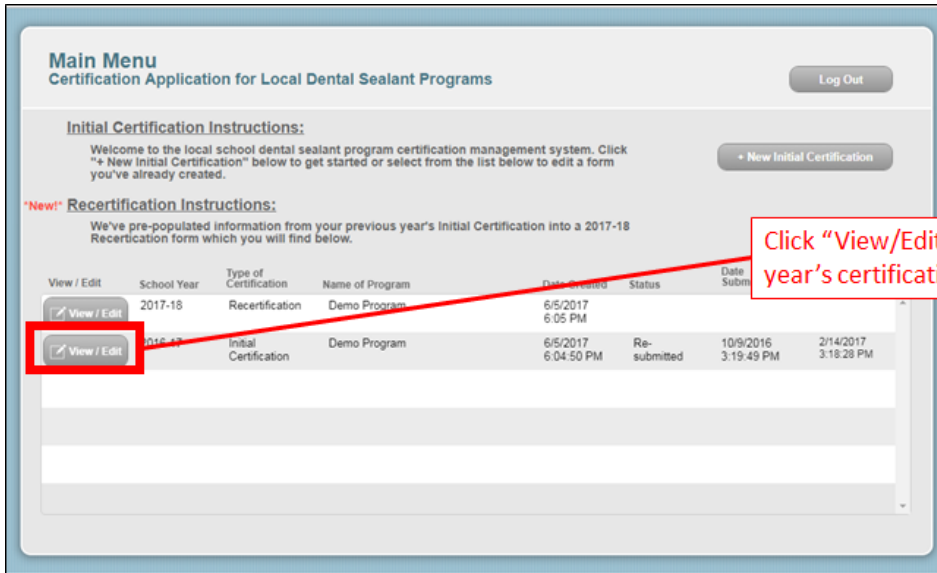 Main Menu
Certification Application for Local Dental Sealant Programs
Log Out
Initial Certification Instructions:
Welcome to the local school dental sealant program certification management system. Click
"+ New Initial Certification" below to get started or select from the list below to edit a form
you've already created.
+ New Initial Certification
*New!* Recertification Instructions:
We've pre-populated information from your previous year's Initial Certification into a 2017-18
Recertication form which you will find below.
Click "View/Edit
year's certificati
View / Edit School Year Type of Certification Name of Program Date Created Status Date
View / Edit 2017-18 Recertification Demo Program 6/5/2017
6:05 PM
View / Edit 2016-17 Initial Demo Program 6/5/2017 Re- 10/9/2016 2/14/2017
Certification 6:04:50 PM submitted 3:19:49 PM 3:18:28 PM